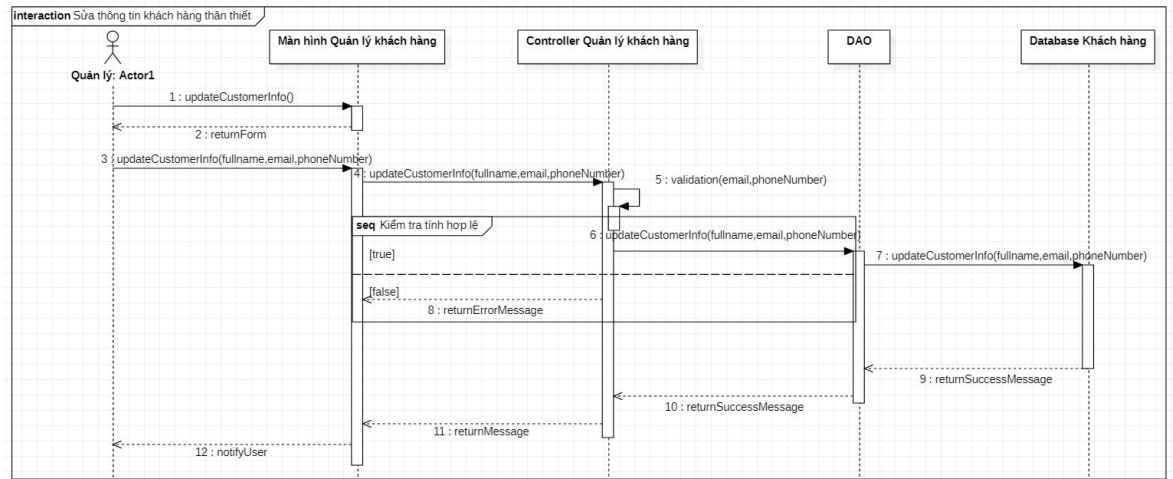 interaction Sửa thông tin khách hàng thân thiết
Quản lý: Actor1
Màn hình Quản lý khách hàng
Controller Quản lý khách hàng
DAO
Database Khách hàng
1 : updateCustomerInfo()
2 : returnForm
3 : updateCustomerInfo(fullname,email,phoneNumber)
4 : updateCustomerInfo(fullname,email,phoneNumber)
5 : validation(email,phoneNumber)
seq Kiểm tra tính hợp lệ
6 : updateCustomerInfo(fullname,email,phoneNumber)
[true]
7 : updateCustomerInfo(fullname,email,phoneNumber)
[false]
8 : returnErrorMessage
9 : returnSuccessMessage
10 : returnSuccessMessage
11 : returnMessage
12 : notifyUser